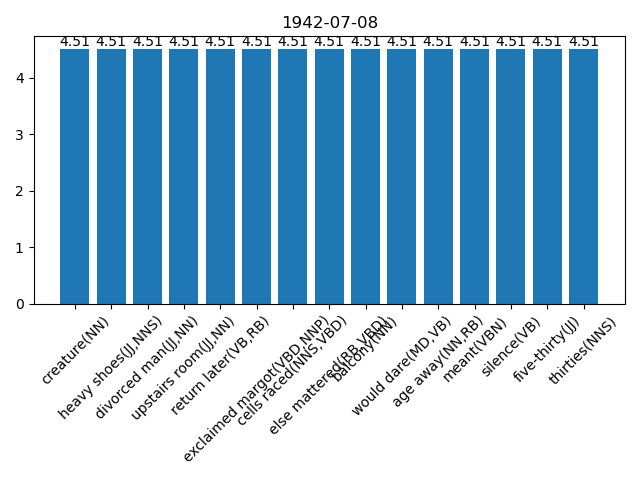 1942-07-08
4.51 4.51 4.51 4.51 4.51 4.51 4.51 4.51 4.51 4.51 4.51 4.51 4.51 4.51 4.51
4
3
2
1
0
creature(NN)
heavy shoes(JJ,NNS)
divorced man(JJ,NN)
upstairs room(JJ,NN)
return later(VB,RB)
exclaimed margot(VBD,NNP)
cells raced(NNS,VBD)
else mattered(RB,VBD)
balcony(NN)
would dare(MD,VB)
age away(NN,RB)
meant(VBN)
silence(VB)
five-thirty(JJ)
thirties(NNS)